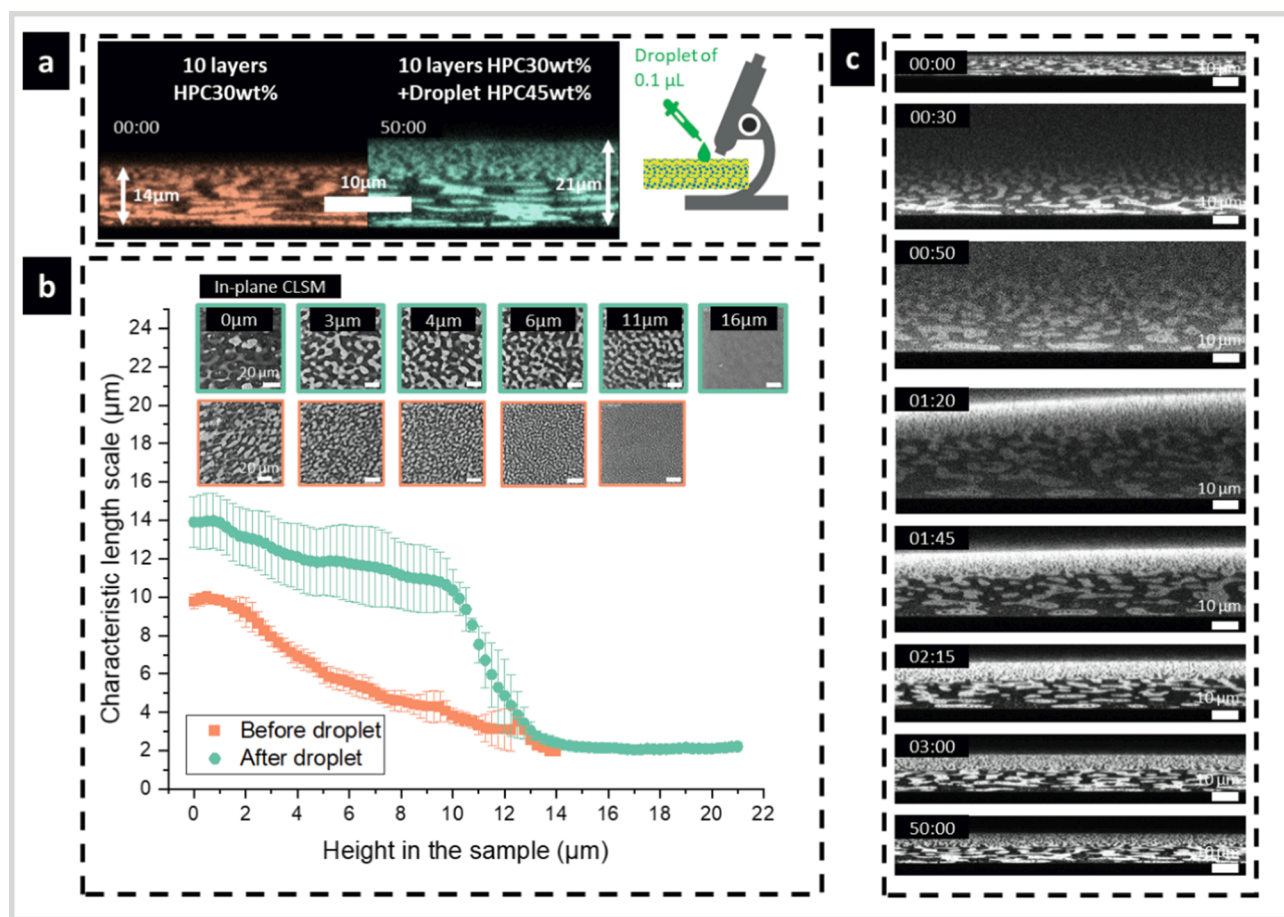 a
10 layers
HPC30wt%
00:00
14µm
10µm
10 layers HPC30wt%
+Droplet HPC45wt%
50:00
21µm
Droplet of
0.1 µL
b
In-plane CLSM
0µm
3µm
4µm
6µm
11µm
16µm
20 µm
20 µm
Characteristic length scale (µm)
24
22
20
18
16
14
12
10
8
6
4
2
0
Before droplet
After droplet
0 2 4 6 8 10 12 14 16 18 20 22
Height in the sample (µm)
c
00:00
10 µm
00:30
10 µm
00:50
10 µm
01:20
10 µm
01:45
10 µm
02:15
10 µm
03:00
10 µm
50:00
10 µm